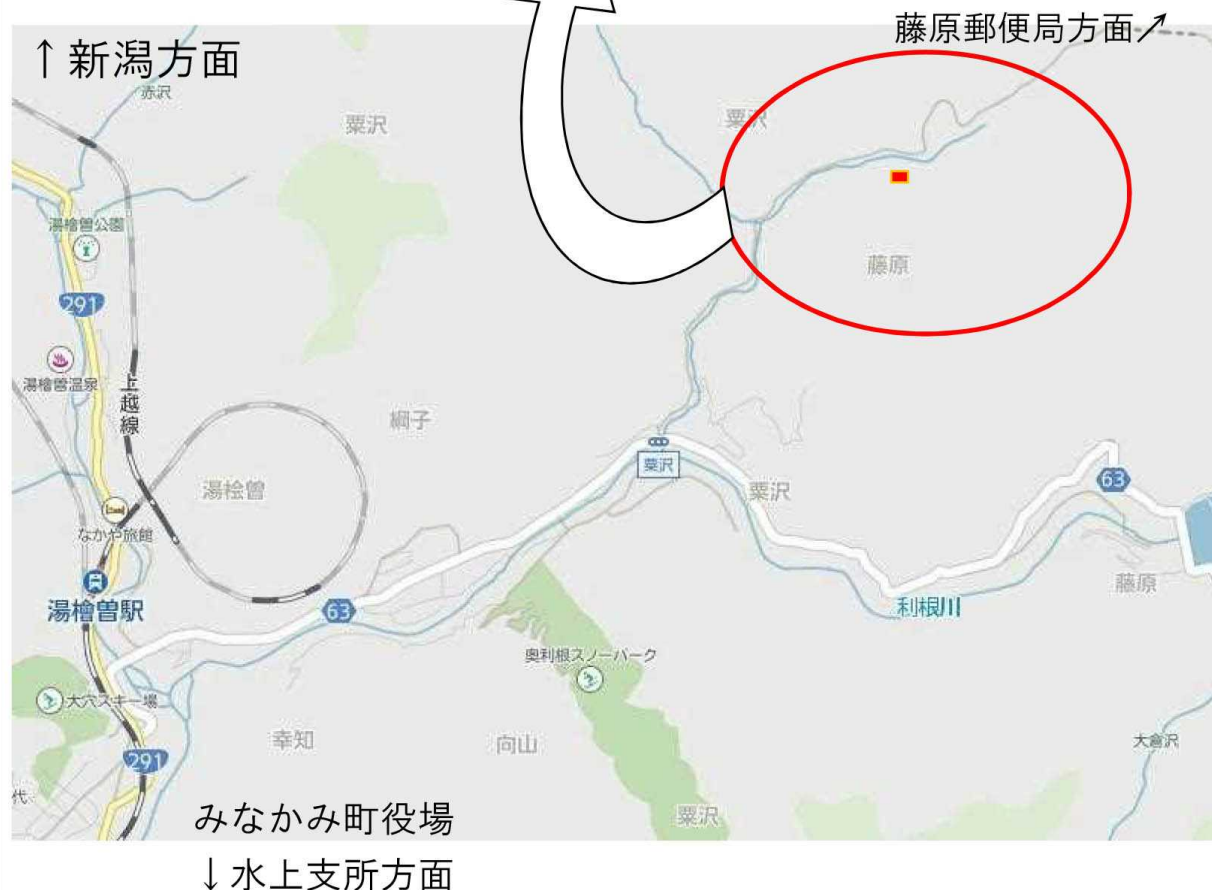 藤原郵便局方面↗
↑新潟方面
赤沢
粟沢
粟沢
湯檜曽公園
291
藤原
湯檜曽温泉
上越線
綱子
粟沢
湯桧曽
粟沢
63
なかや旅館
湯檜曽駅
63
利根川
藤原
奥利根スノーパーク
大穴スキー場
幸知
向山
大倉沢
291
代
粟沢
みなかみ町役場
↓水上支所方面